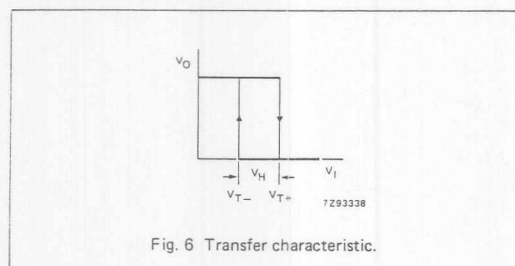 VO
VH
VI
VT−
VT+
7Z93338
Fig. 6 Transfer characteristic.